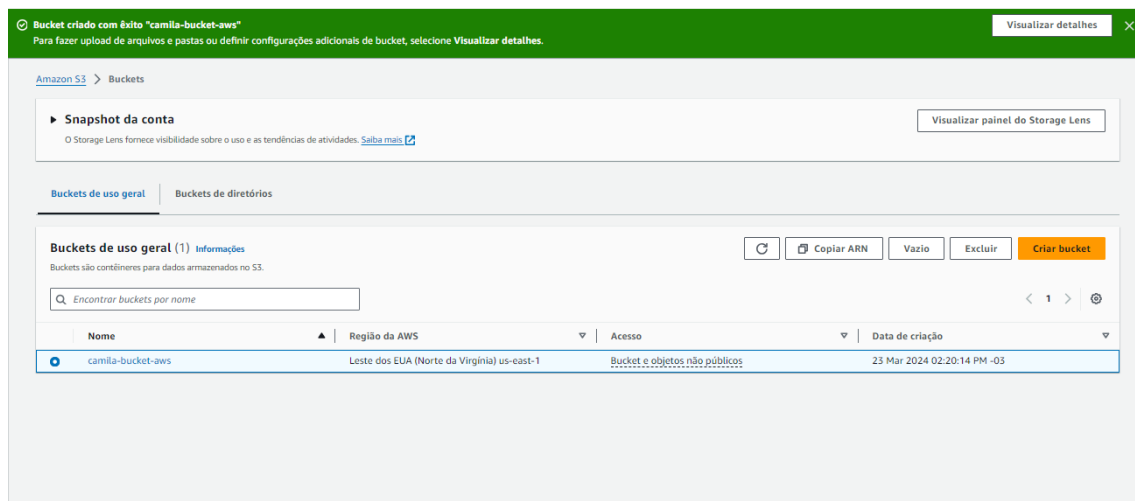 Bucket criado com êxito "camila-bucket-aws"
Visualizar detalhes
Para fazer upload de arquivos e pastas ou definir configurações adicionais de bucket, selecione Visualizar detalhes.
Amazon S3 > Buckets
Snapshot da conta
Visualizar painel do Storage Lens
O Storage Lens fornece visibilidade sobre o uso e as tendências de atividades. Saiba mais
Buckets de uso geral Buckets de diretórios
Buckets de uso geral (1) Informações
Copiar ARN Vazio Excluir Criar bucket
Buckets são contêineres para dados armazenados no S3.
Encontrar buckets por nome
< 1 >
Nome Região da AWS Acesso Data de criação
camila-bucket-aws Leste dos EUA (Norte da Virgínia) us-east-1 Bucket e objetos não públicos 23 Mar 2024 02:20:14 PM -03